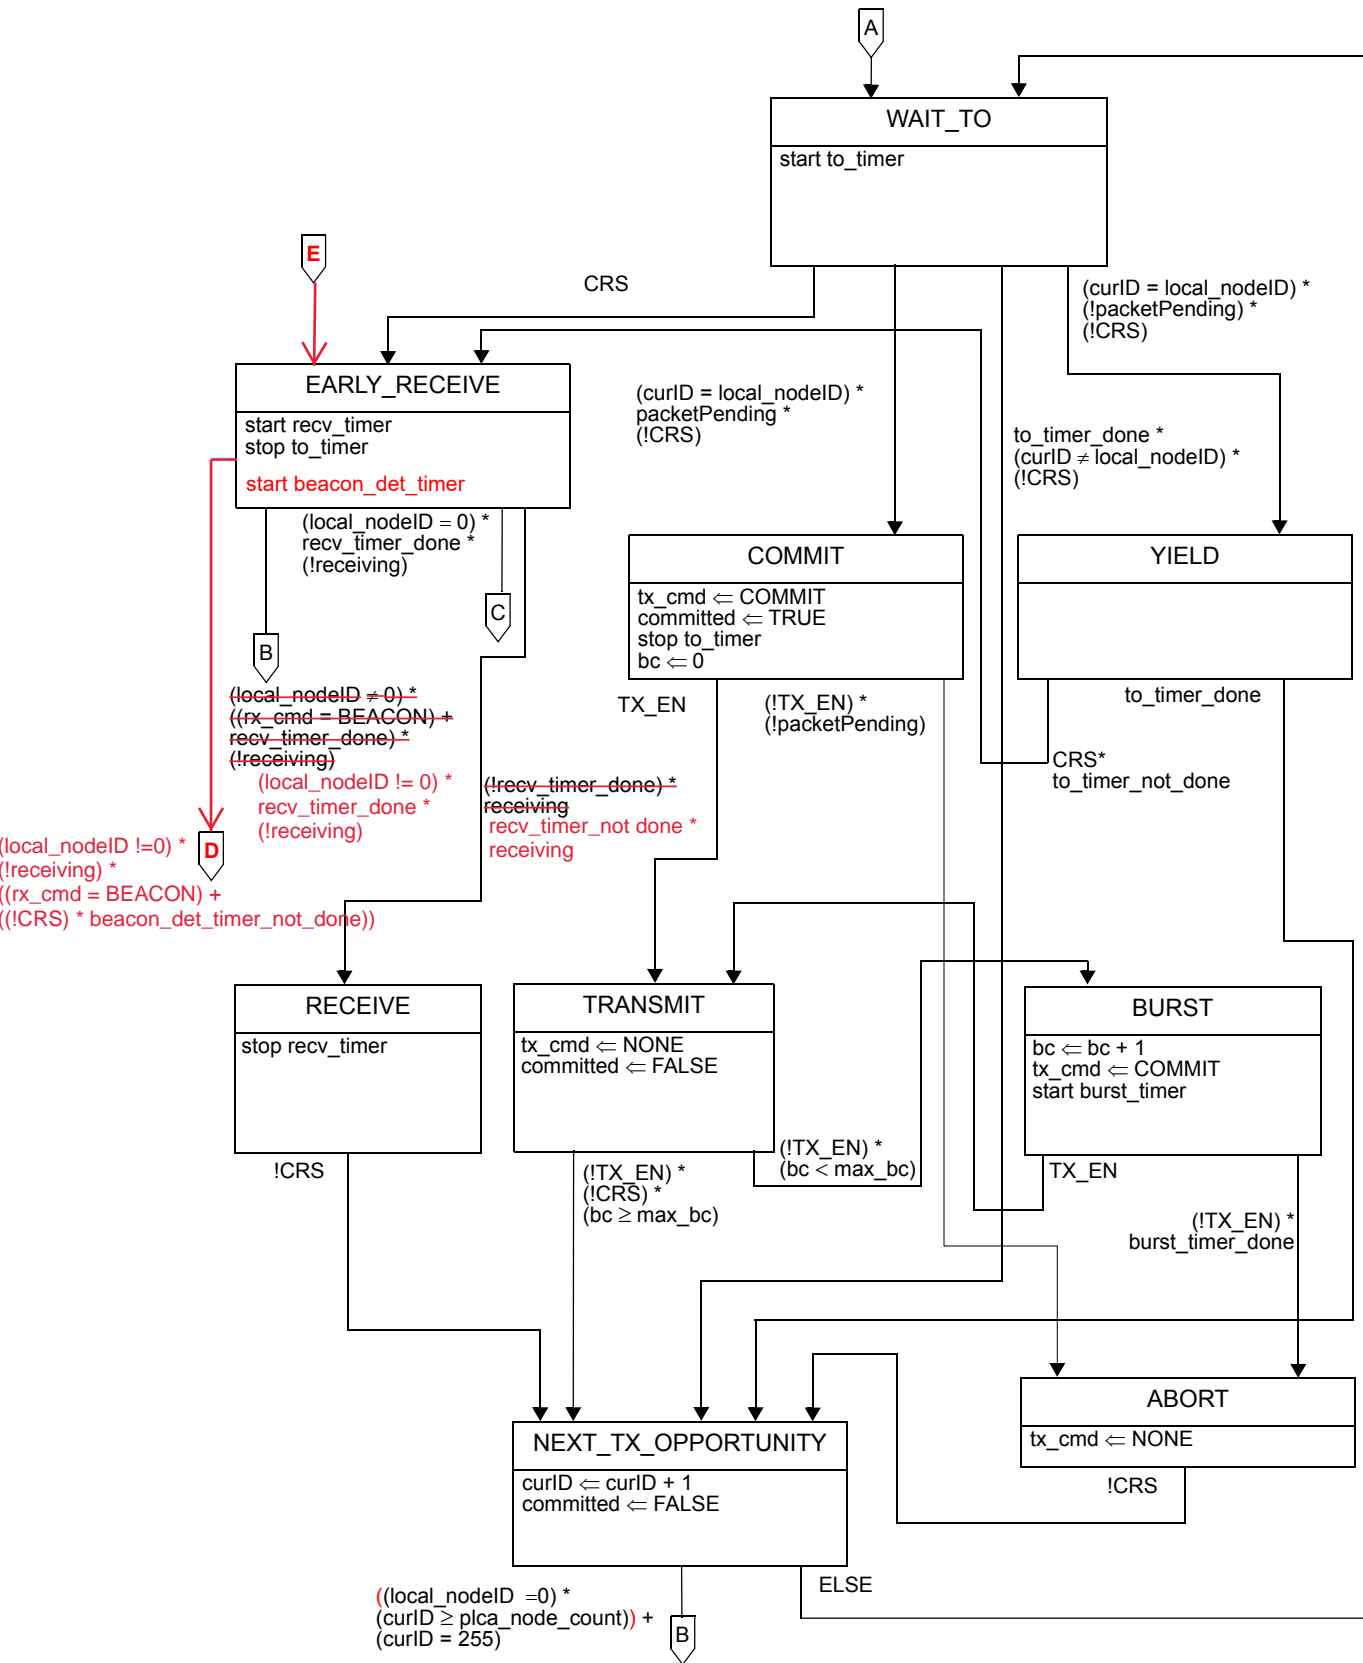 A
WAIT_TO
start to_timer
E
CRS
(curID = local_nodeID) *
(!packetPending) *
(!CRS)
EARLY_RECEIVE
start recv_timer
stop to_timer
start beacon_det_timer
(curID = local_nodeID) *
packetPending *
(!CRS)
to_timer_done *
(curID ≠ local_nodeID) *
(!CRS)
(local_nodeID = 0) *
recv_timer_done *
(!receiving)
COMMIT
tx_cmd ⇐ COMMIT
committed ⇐ TRUE
stop to_timer
bc ⇐ 0
YIELD
C
B
(local_nodeID ≠ 0) *
((rx_cmd = BEACON) +
recv_timer_done) *
(!receiving)
(local_nodeID != 0) *
recv_timer_done *
(!receiving)
TX_EN
(!TX_EN) *
(!packetPending)
to_timer_done
CRS*
to_timer_not_done
(!recv_timer_done) *
receiving
recv_timer_not done *
receiving
D
(local_nodeID !=0) *
(!receiving) *
((rx_cmd = BEACON) +
((!CRS) * beacon_det_timer_not_done))
RECEIVE
stop recv_timer
TRANSMIT
tx_cmd ⇐ NONE
committed ⇐ FALSE
BURST
bc ⇐ bc + 1
tx_cmd ⇐ COMMIT
start burst_timer
!CRS
(!TX_EN) *
(!CRS) *
(bc ≥ max_bc)
(!TX_EN) *
(bc < max_bc)
TX_EN
(!TX_EN) *
burst_timer_done
ABORT
tx_cmd ⇐ NONE
NEXT_TX_OPPORTUNITY
curID ⇐ curID + 1
committed ⇐ FALSE
!CRS
((local_nodeID =0) *
(curID ≥ plca_node_count)) +
(curID = 255)
B
ELSE